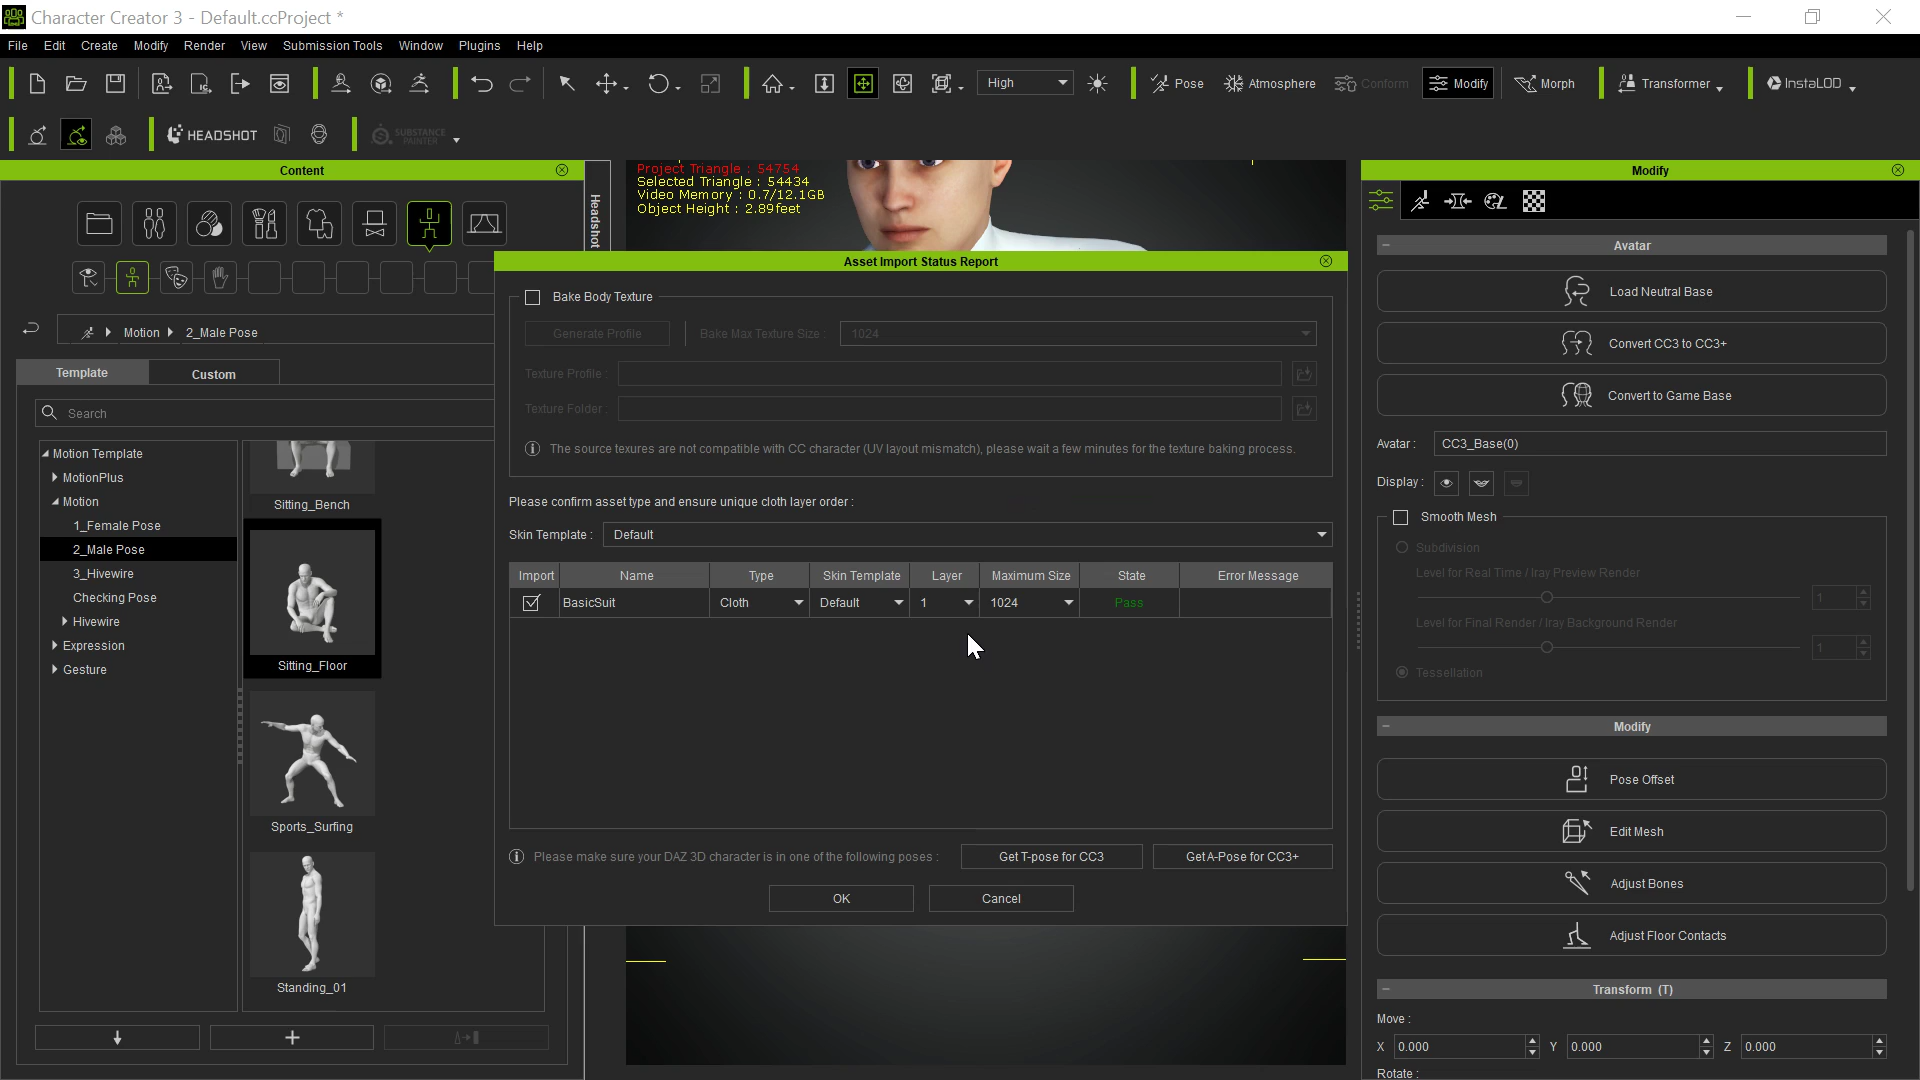 Character Creator 3 - Default.ccProject *
File Edit Create Modify Render View Submission Tools Window Plugins Help
High Pose Atmosphere Conform Modify Morph Transformer InstaLOD
HEADSHOT SUBSTANCE PAINTER
Content
Motion 2_Male Pose
Template Custom
Search
Motion Template
MotionPlus
Motion
1_Female Pose
2_Male Pose
3_Hivewire
Checking Pose
Hivewire
Expression
Gesture
Sitting_Bench
Sitting_Floor
Sports_Surfing
Standing_01
Headshot
Project Triangle : 54754
Selected Triangle : 54434
Video Memory : 0.7/12.1GB
Object Height : 2.89feet
Asset Import Status Report
Bake Body Texture
Generate Profile Bake Max Texture Size : 1024
Texture Profile :
Texture Folder :
The source texures are not compatible with CC character (UV layout mismatch), please wait a few minutes for the texture baking process.
Please confirm asset type and ensure unique cloth layer order :
Skin Template : Default
Import Name Type Skin Template Layer Maximum Size State Error Message
BasicSuit Cloth Default 1 1024 Pass
Please make sure your DAZ 3D character is in one of the following poses :
Get T-pose for CC3 Get A-Pose for CC3+
OK Cancel
Modify
Avatar
Load Neutral Base
Convert CC3 to CC3+
Convert to Game Base
Avatar : CC3_Base(0)
Display :
Smooth Mesh
Subdivision
Level for Real Time / Iray Preview Render
1
Level for Final Render / Iray Background Render
1
Tessellation
Modify
Pose Offset
Edit Mesh
Adjust Bones
Adjust Floor Contacts
Transform (T)
Move :
X 0.000 Y 0.000 Z 0.000
Rotate :